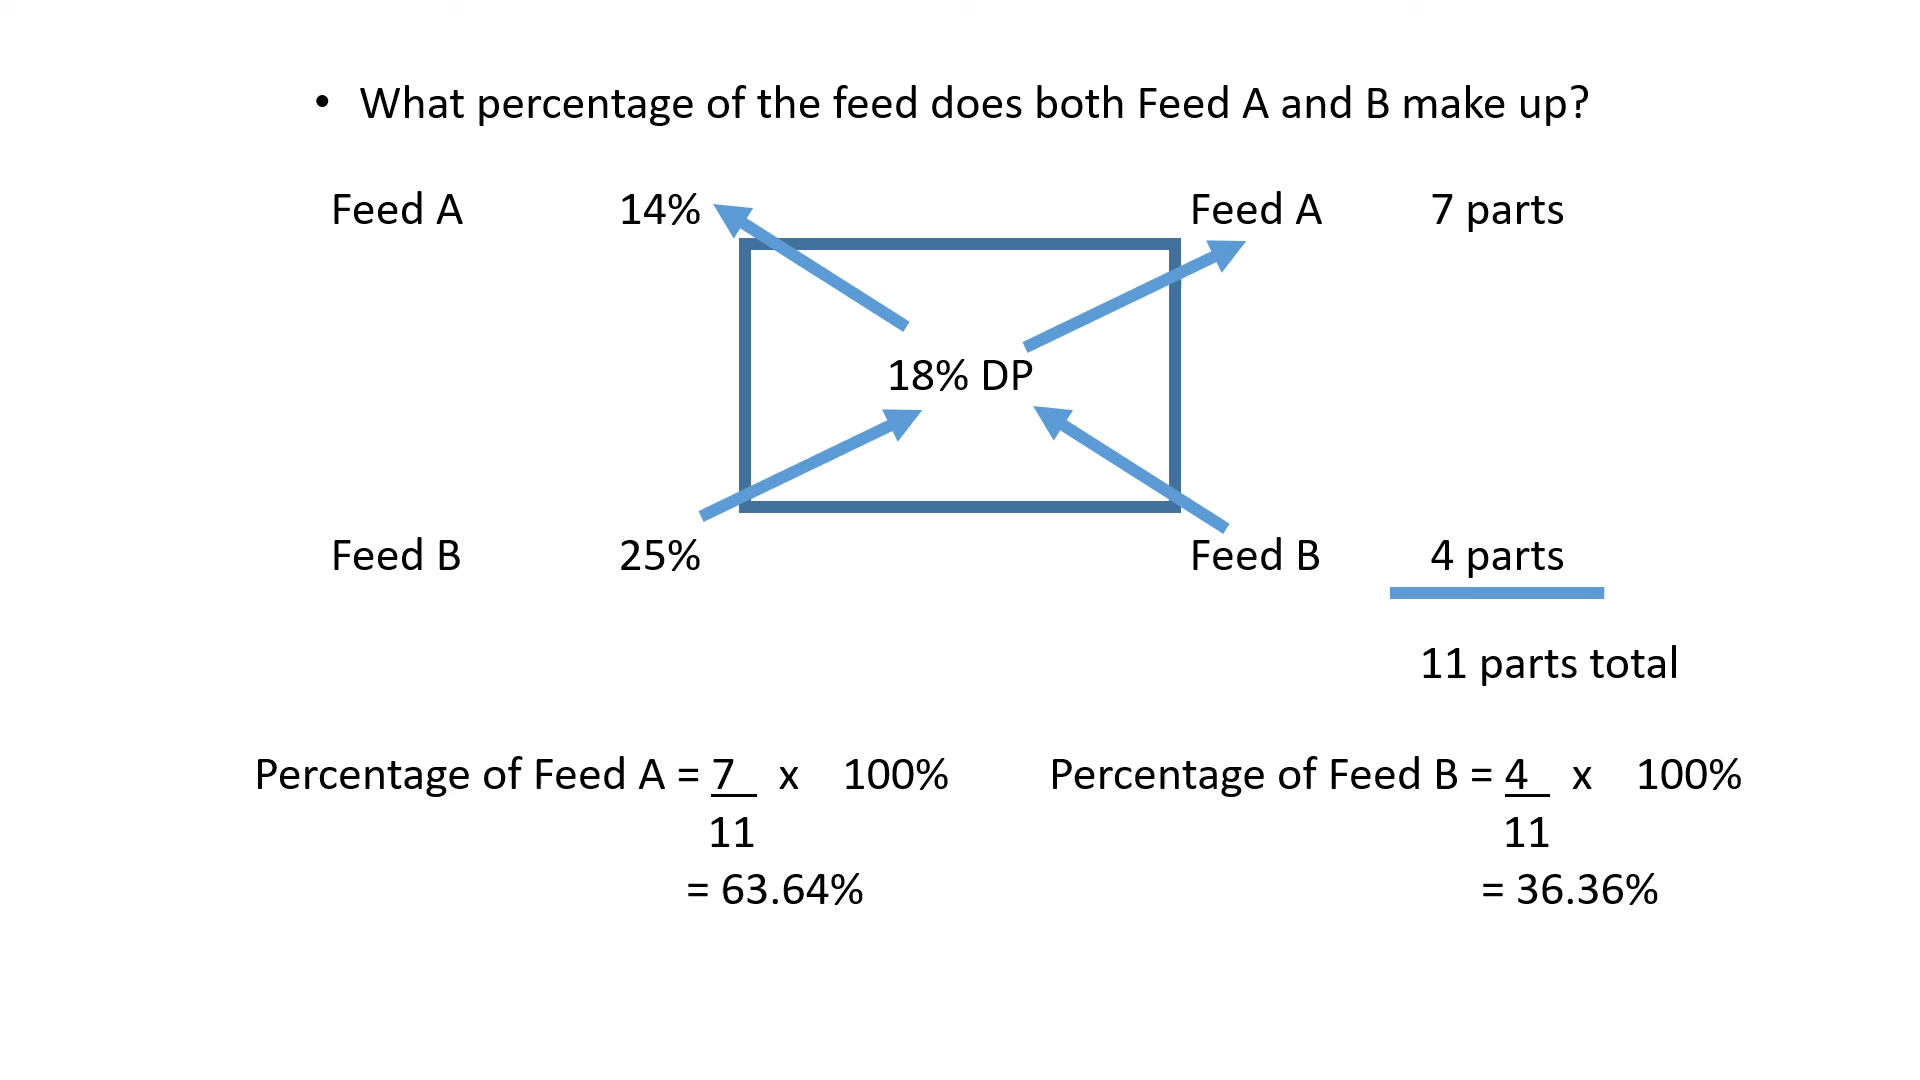 • What percentage of the feed does both Feed A and B make up?
Feed A 14% Feed A 7 parts
18% DP
Feed B 25% Feed B 4 parts
11 parts total
Percentage of Feed A = 7 x 100% Percentage of Feed B = 4 x 100%
11 11
= 63.64% = 36.36%